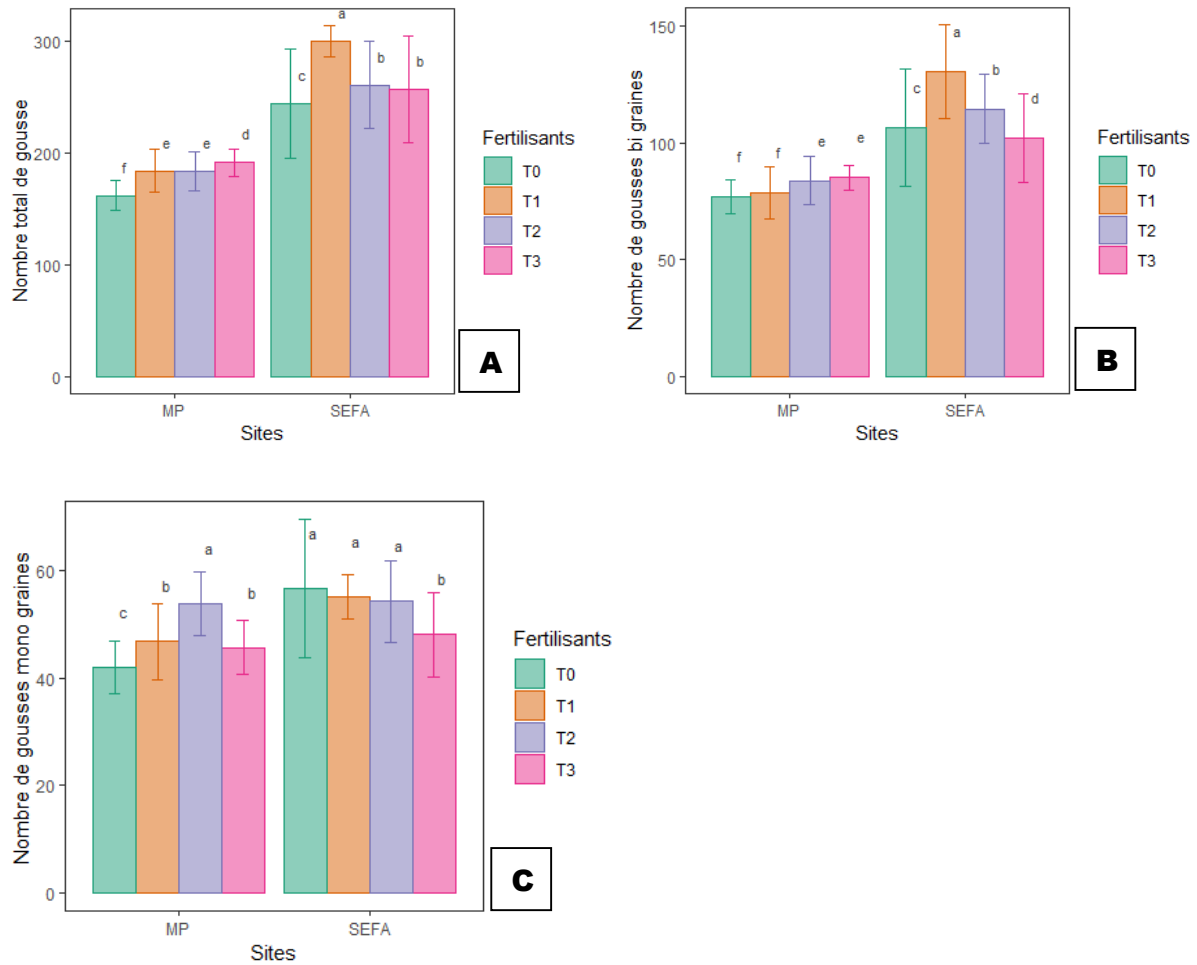 Nombre total de gousse
300
200
100
0
f
e
e
d
c
a
b
b
MP
SEFA
Sites
Fertilisants
T0
T1
T2
T3
A
Nombre de gousses bi graines
150
100
50
0
f
f
e
e
c
a
b
d
MP
SEFA
Sites
Fertilisants
T0
T1
T2
T3
B
Nombre de gousses mono graines
60
40
20
0
c
b
a
b
a
a
a
b
MP
SEFA
Sites
Fertilisants
T0
T1
T2
T3
C